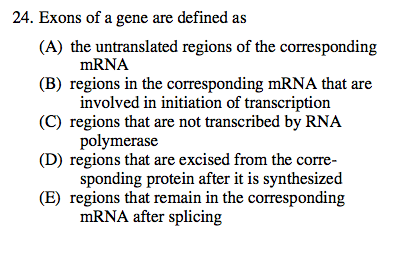 24. Exons of a gene are defined as
(A) the untranslated regions of the corresponding
mRNA
(B) regions in the corresponding mRNA that are
involved in initiation of transcription
(C) regions that are not transcribed by RNA
polymerase
(D) regions that are excised from the corre-
sponding protein after it is synthesized
(E) regions that remain in the corresponding
mRNA after splicing